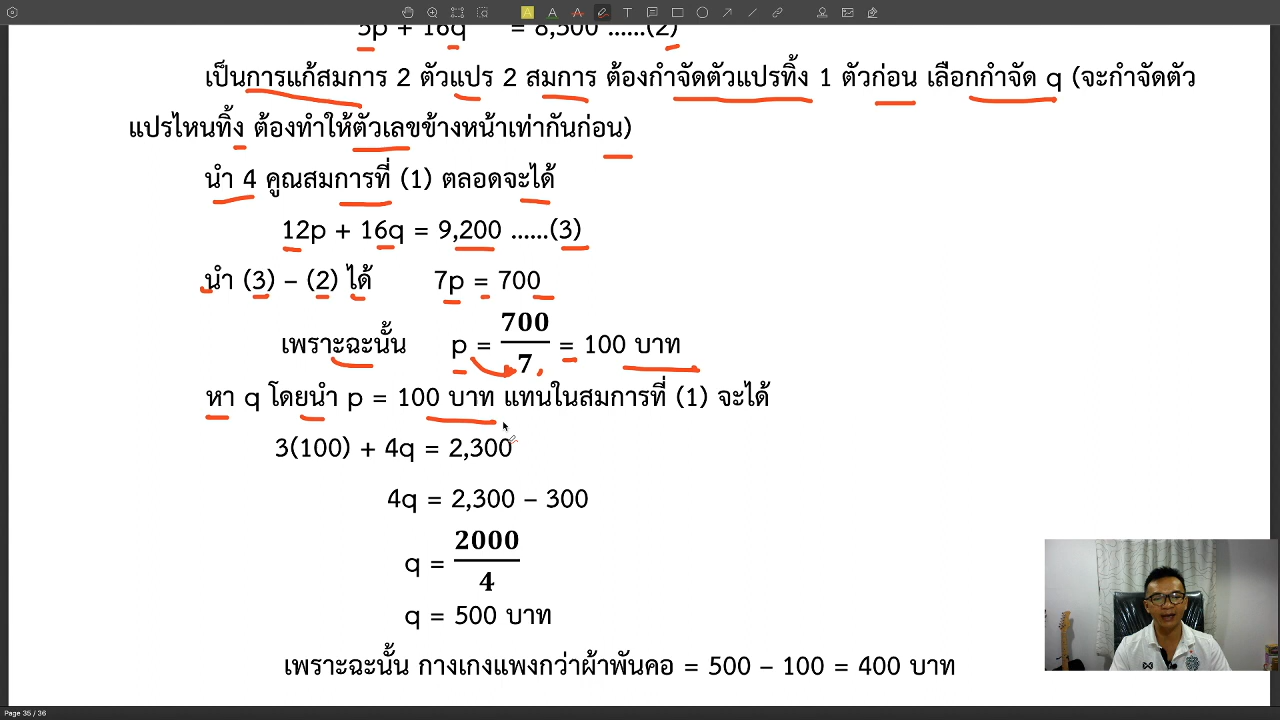 5p + 16q = 8,500 ......(2)
เป็นการแก้สมการ 2 ตัวแปร 2 สมการ ต้องกำจัดตัวแปรทิ้ง 1 ตัวก่อน เลือกกำจัด q (จะกำจัดตัว
แปรไหนทิ้ง ต้องทำให้ตัวเลขข้างหน้าเท่ากันก่อน)
นำ 4 คูณสมการที่ (1) ตลอดจะได้
12p + 16q = 9,200 ......(3)
นำ (3) – (2) ได้ 7p = 700
เพราะฉะนั้น p = 700/7 = 100 บาท
หา q โดยนำ p = 100 บาท แทนในสมการที่ (1) จะได้
3(100) + 4q = 2,300
4q = 2,300 – 300
q = 2000/4
q = 500 บาท
เพราะฉะนั้น กางเกงแพงกว่าผ้าพันคอ = 500 – 100 = 400 บาท
Page 35 / 36